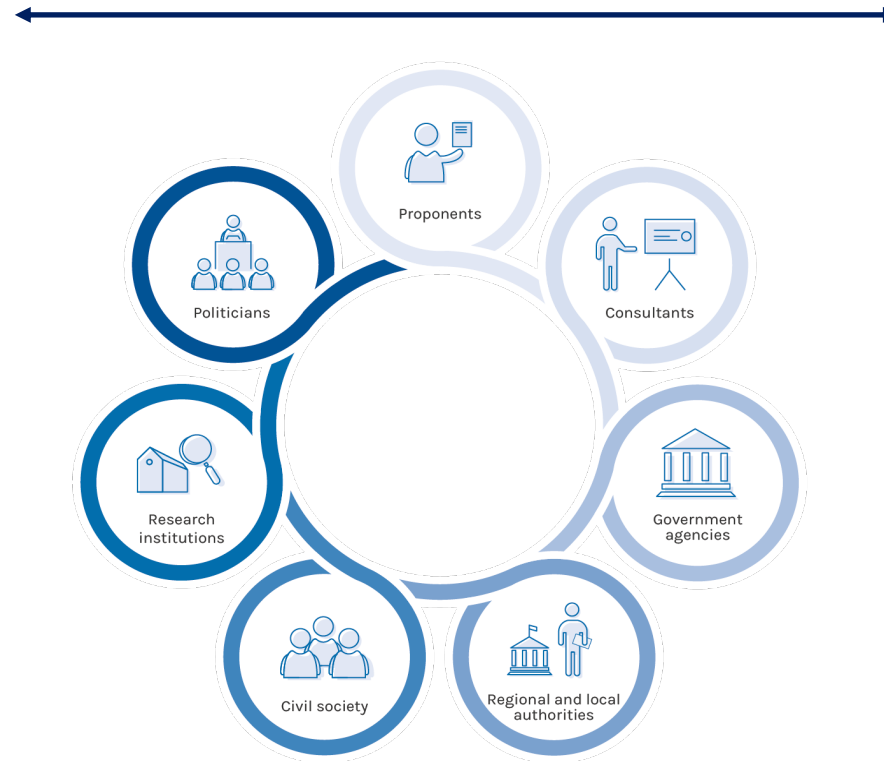 Proponents
Consultants
Government
agencies
Regional and local
authorities
Civil society
Research
institutions
Politicians